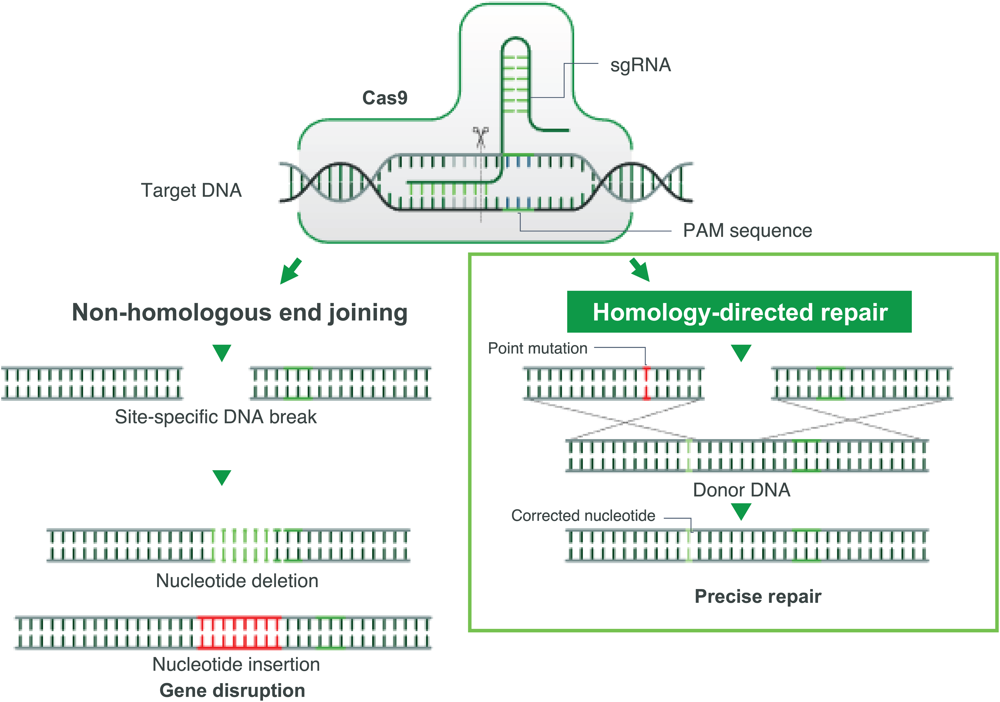 sgRNA
Cas9
Target DNA
PAM sequence
Non-homologous end joining
Homology-directed repair
Point mutation
Site-specific DNA break
Donor DNA
Corrected nucleotide
Nucleotide deletion
Precise repair
Nucleotide insertion
Gene disruption